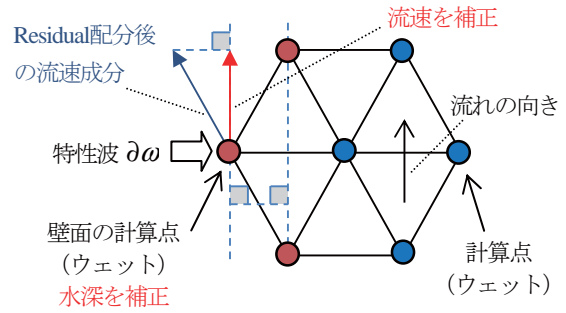 流速を補正
Residual配分後
の流速成分
流れの向き
特性波 ∂ω
壁面の計算点
（ウェット）
水深を補正
計算点
（ウェット）